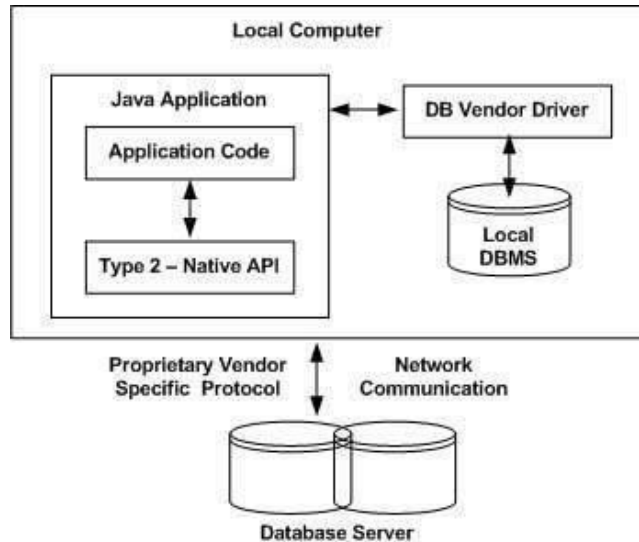 Local Computer
Java Application
DB Vendor Driver
Application Code
Type 2 – Native API
Local
DBMS
Proprietary Vendor
Specific Protocol
Network
Communication
Database Server